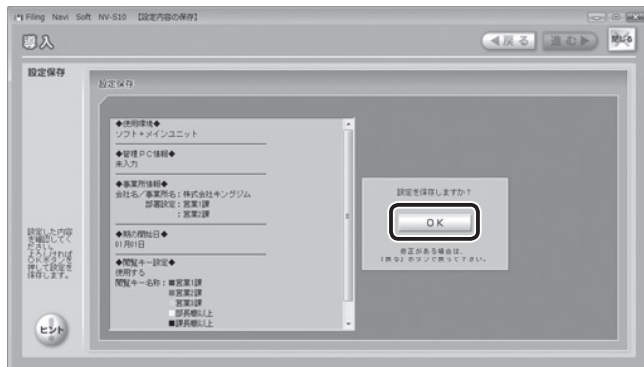 Filing Navi Soft NV-S10 【設定内容の保存】
導入
◀戻る
進む▶
閉じる
設定保存
設定保存
◆使用環境◆
ソフト+メインユニット
◆管理PC情報◆
未入力
◆事業所情報◆
会社名/事業所名:株式会社キングジム
部署設定:営業1課
:営業2課
◆期の開始日◆
01月01日
◆閲覧キー設定◆
使用する
閲覧キー名称:■営業1課
■営業2課
営業3課
■部長職以上
■課長職以上
設定を保存しますか?
OK
修正がある場合は、
「戻る」ボタンで戻って下さい。
設定した内容
を確認してく
ださい。
よろしければ
OKボタンを
押して設定を
保存します。
ヒント